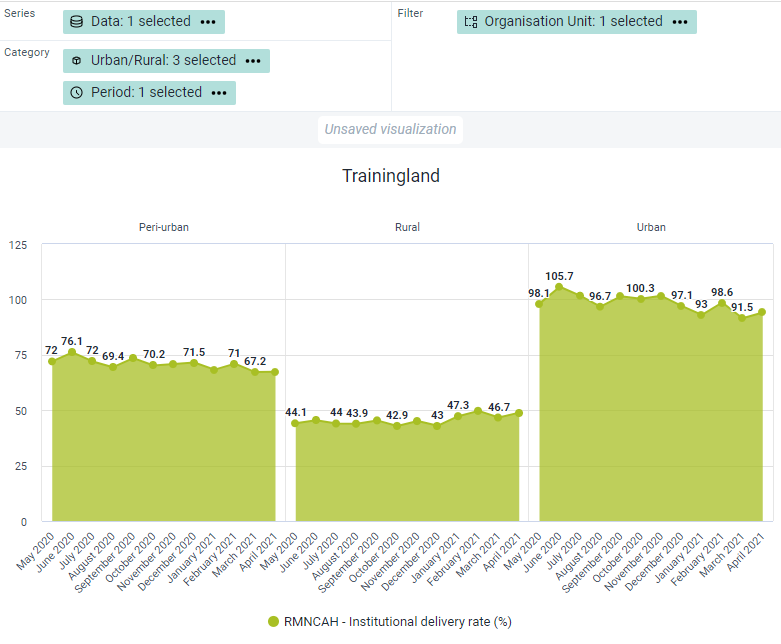 Series
Data: 1 selected •••
Filter
Organisation Unit: 1 selected •••
Category
Urban/Rural: 3 selected •••
Period: 1 selected •••
Unsaved visualization
Trainingland
Peri-urban Rural Urban
125
100
75
50
25
0
72 76.1 72 69.4 70.2 71.5 71 67.2
44.1 44 43.9 42.9 43 47.3 46.7
98.1 105.7 96.7 100.3 97.1 93 98.6 91.5
May 2020 June 2020 July 2020 August 2020 September 2020 October 2020 November 2020 December 2020 January 2021 February 2021 March 2021 April 2021
May 2020 June 2020 July 2020 August 2020 September 2020 October 2020 November 2020 December 2020 January 2021 February 2021 March 2021 April 2021
May 2020 June 2020 July 2020 August 2020 September 2020 October 2020 November 2020 December 2020 January 2021 February 2021 March 2021 April 2021
RMNCAH - Institutional delivery rate (%)